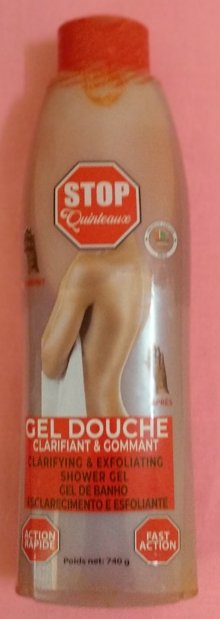 STOP
Quinteaux
APRES
GEL DOUCHE
CLARIFIANT & GOMMANT
CLARIFYING & EXFOLIATING
SHOWER GEL
GEL DE BANHO
ESCLARECIMENTO E ESFOLIANTE
ACTION
RAPIDE
FAST
ACTION
Poids net: 740 g